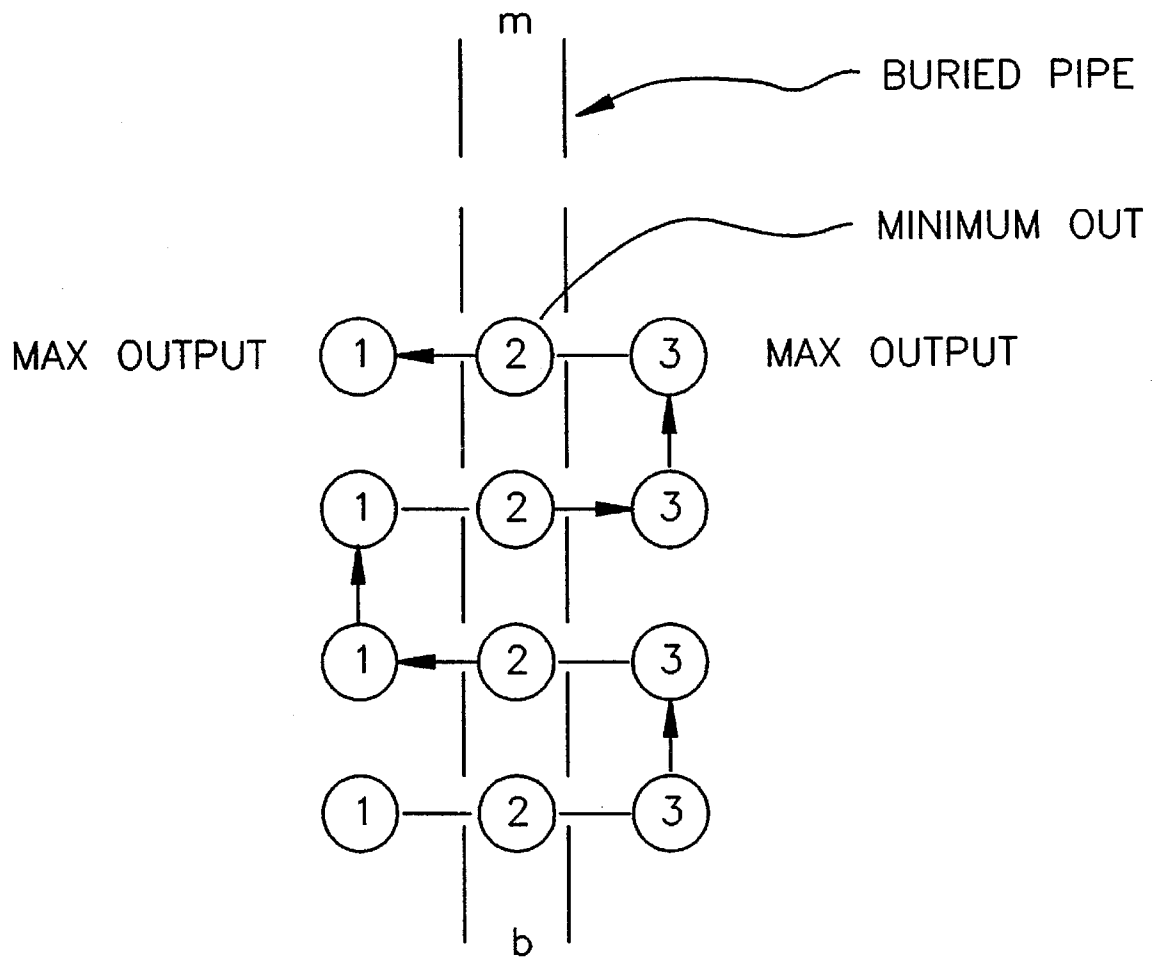 m
BURIED PIPE
MINIMUM OUT
MAX OUTPUT 1 2 3 MAX OUTPUT
1 2 3
1 2 3
1 2 3
b